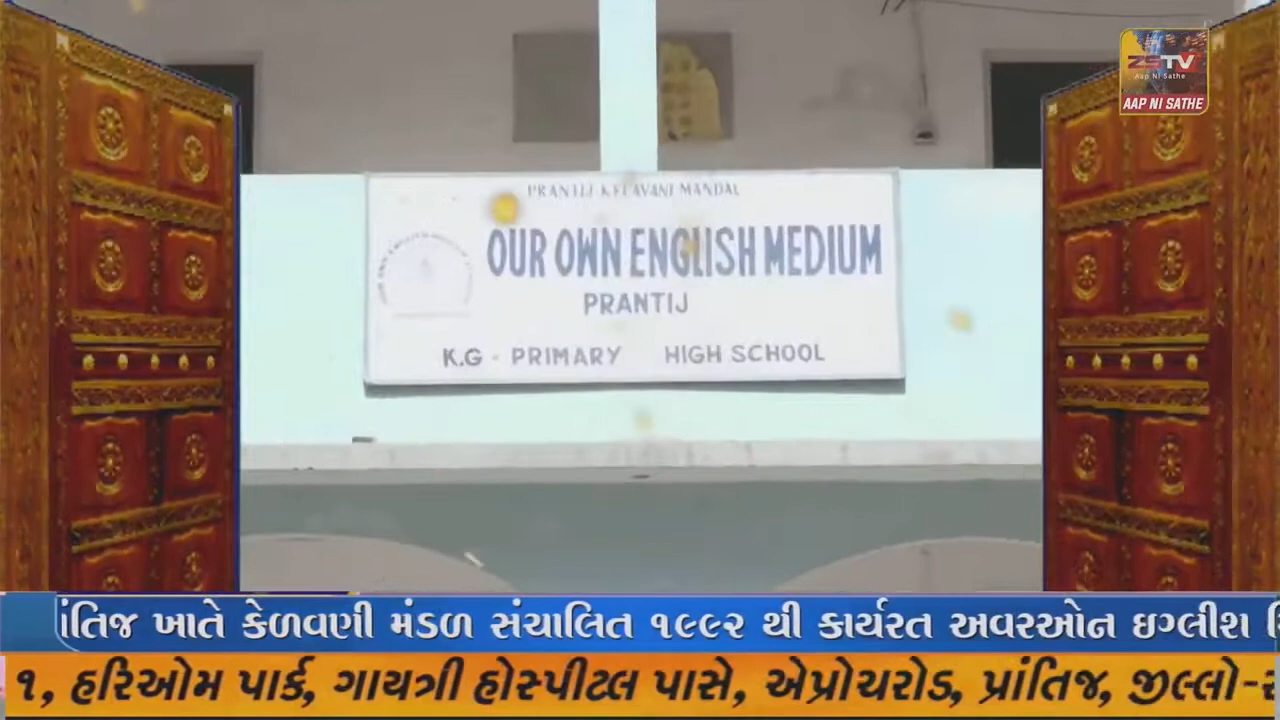 ZSTV
Aap Ni Sathe
AAP NI SATHE
PRANTIJ KELAVANI MANDAL
OUR OWN ENGLISH MEDIUM
PRANTIJ
K.G - PRIMARY HIGH SCHOOL
ાંતિજ ખાતે કેળવણી મંડળ સંચાલિત ૧૯૯૨ થી કાર્યરત અવરઓન ઇગ્લીશ
૧, હરિઓમ પાર્ક, ગાયત્રી હોસ્પીટલ પાસે, એપ્રોચરોડ, પ્રાંતિજ, જીલ્લો-